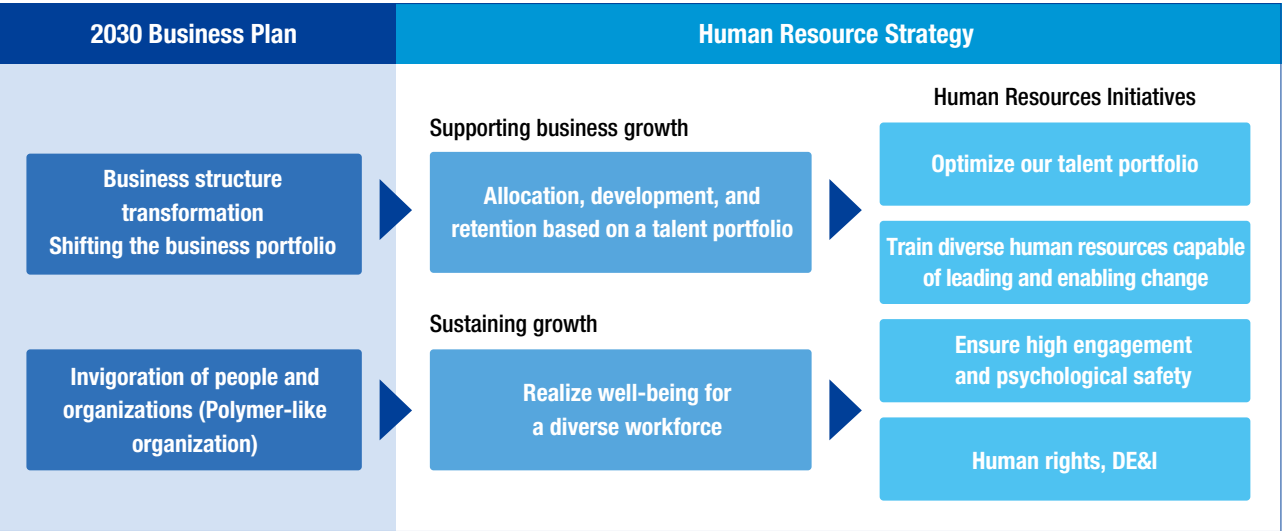 2030 Business Plan
Human Resource Strategy
Human Resources Initiatives
Business structure
transformation
Shifting the business portfolio
Supporting business growth
Allocation, development, and
retention based on a talent portfolio
Optimize our talent portfolio
Train diverse human resources capable
of leading and enabling change
Invigoration of people and
organizations (Polymer-like
organization)
Sustaining growth
Realize well-being for
a diverse workforce
Ensure high engagement
and psychological safety
Human rights, DE&I